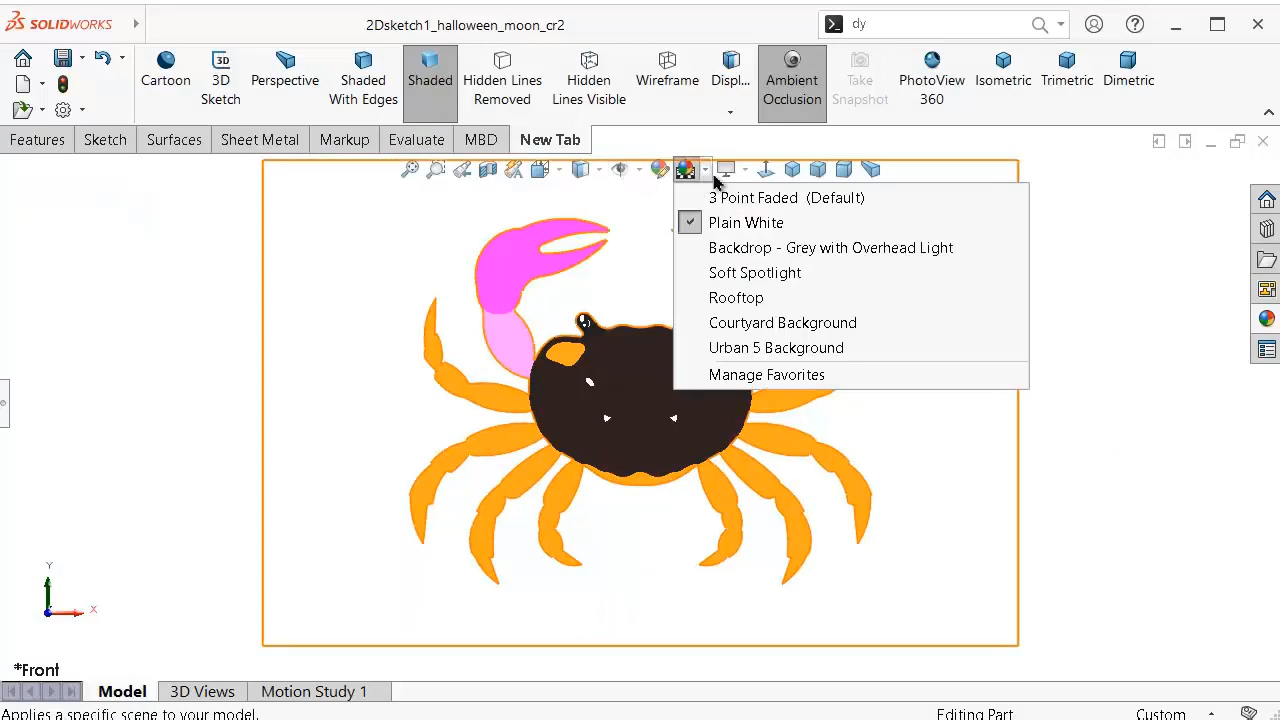 SOLIDWORKS
2Dsketch1_halloween_moon_cr2
dy
Cartoon
3D Sketch
Perspective
Shaded With Edges
Shaded
Hidden Lines Removed
Hidden Lines Visible
Wireframe
Displ...
Ambient Occlusion
Take Snapshot
PhotoView 360
Isometric
Trimetric
Dimetric
Features
Sketch
Surfaces
Sheet Metal
Markup
Evaluate
MBD
New Tab
3 Point Faded (Default)
Plain White
Backdrop - Grey with Overhead Light
Soft Spotlight
Rooftop
Courtyard Background
Urban 5 Background
Manage Favorites
Y
X
*Front
Model
3D Views
Motion Study 1
Applies a specific scene to your model.
Editing Part
Custom